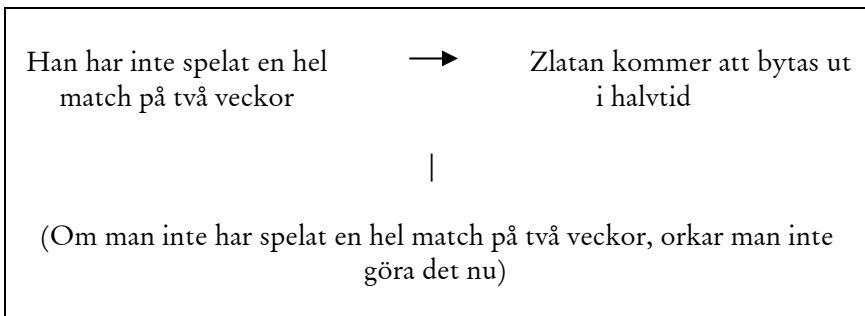 Han har inte spelat en hel
match på två veckor
Zlatan kommer att bytas ut
i halvtid
(Om man inte har spelat en hel match på två veckor, orkar man inte
göra det nu)